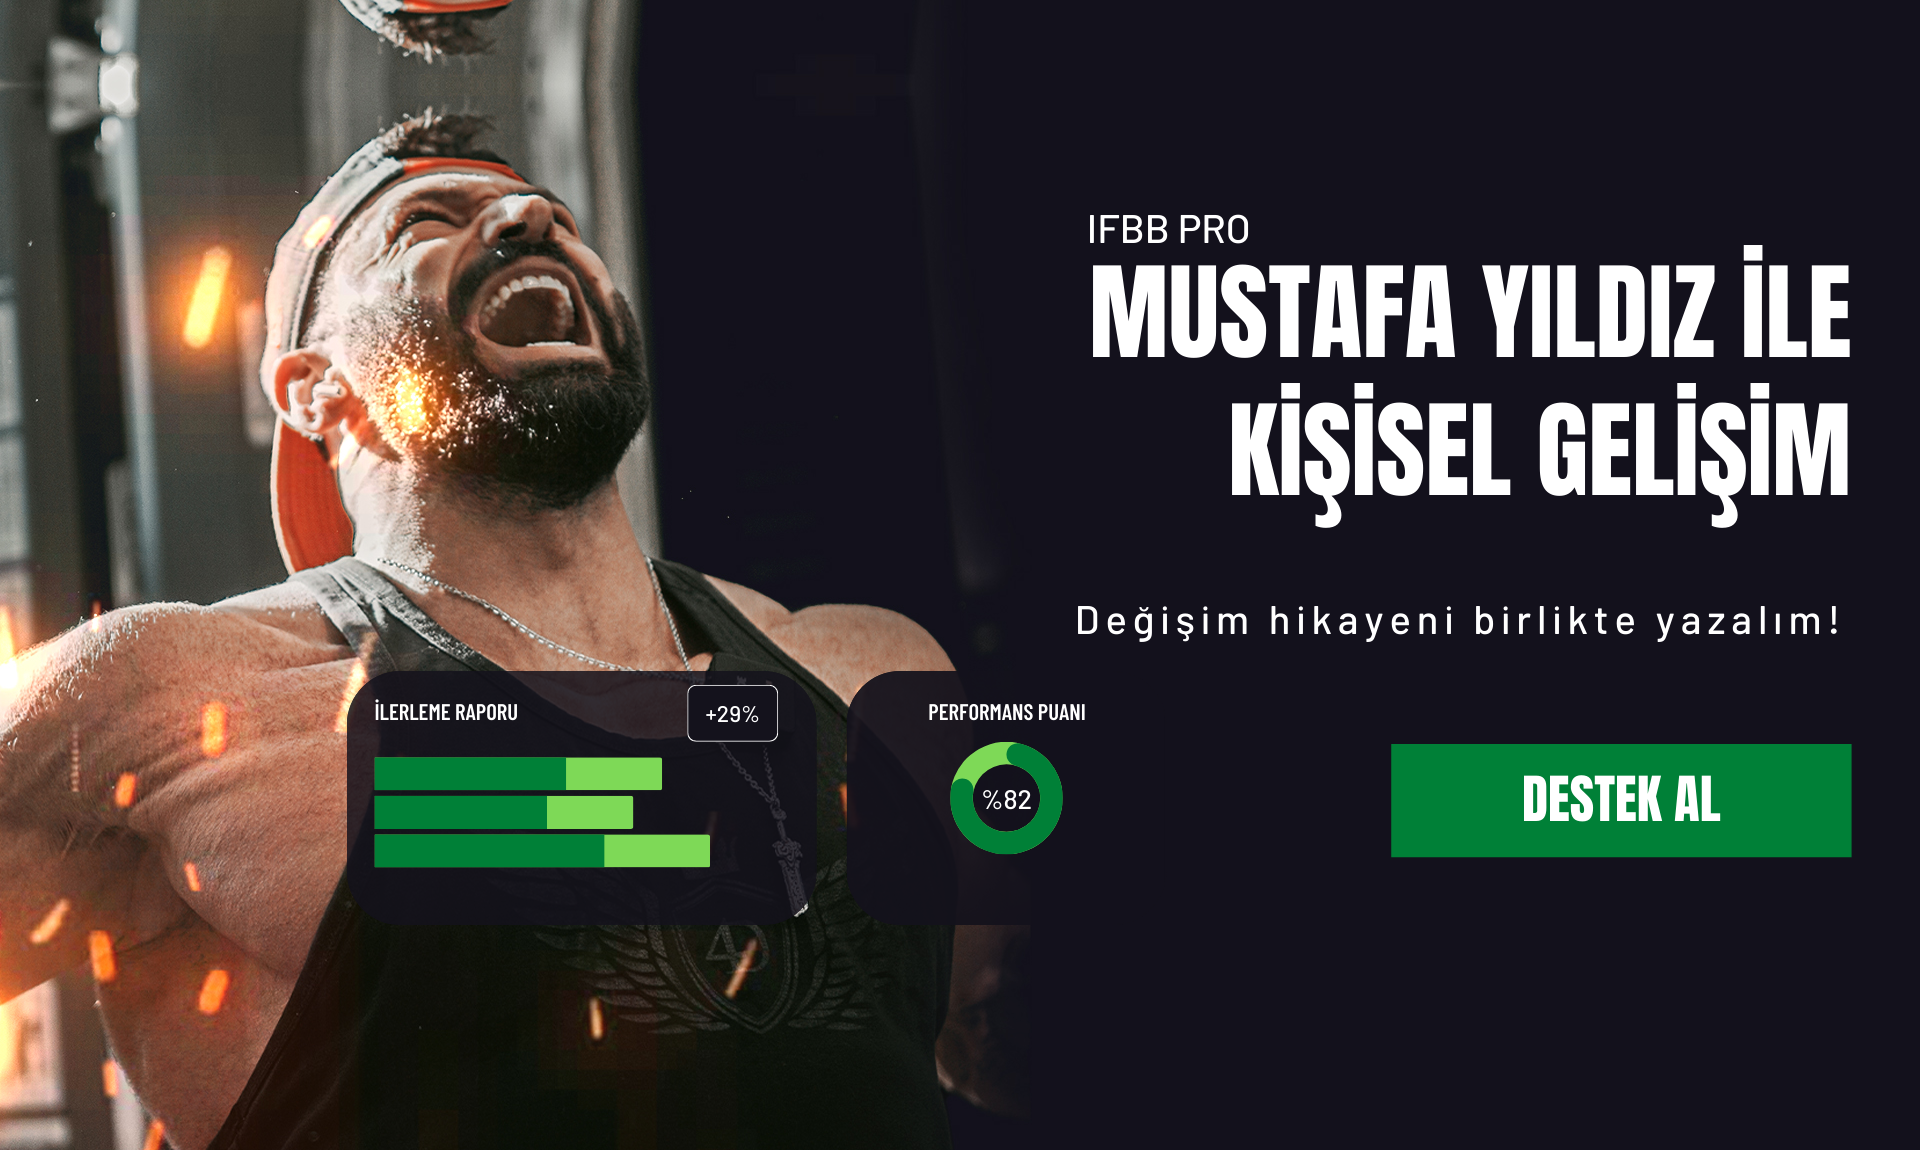 IFBB PRO
MUSTAFA YILDIZ İLE
KİŞİSEL GELİŞİM
Değişim hikayeni birlikte yazalım!
İLERLEME RAPORU
+29%
PERFORMANS PUANI
%82
DESTEK AL
4D